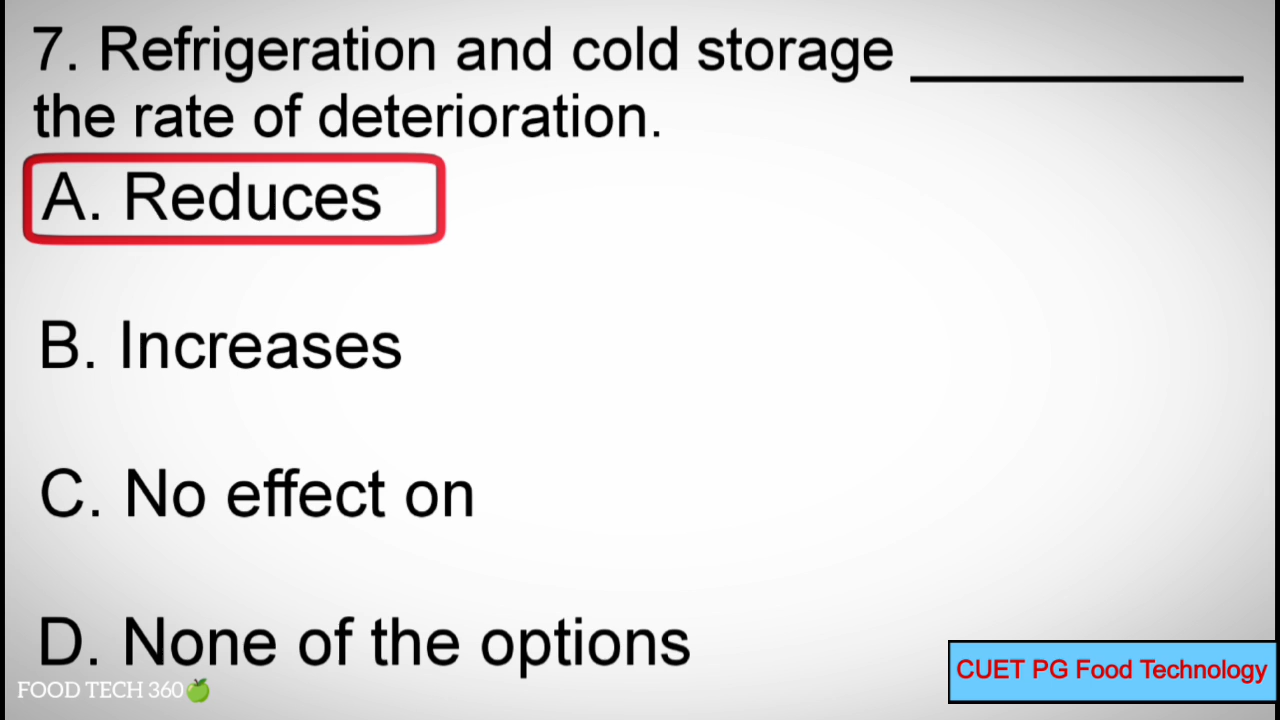 7. Refrigeration and cold storage ____________
the rate of deterioration.
A. Reduces
B. Increases
C. No effect on
D. None of the options
FOOD TECH 360
CUET PG Food Technology